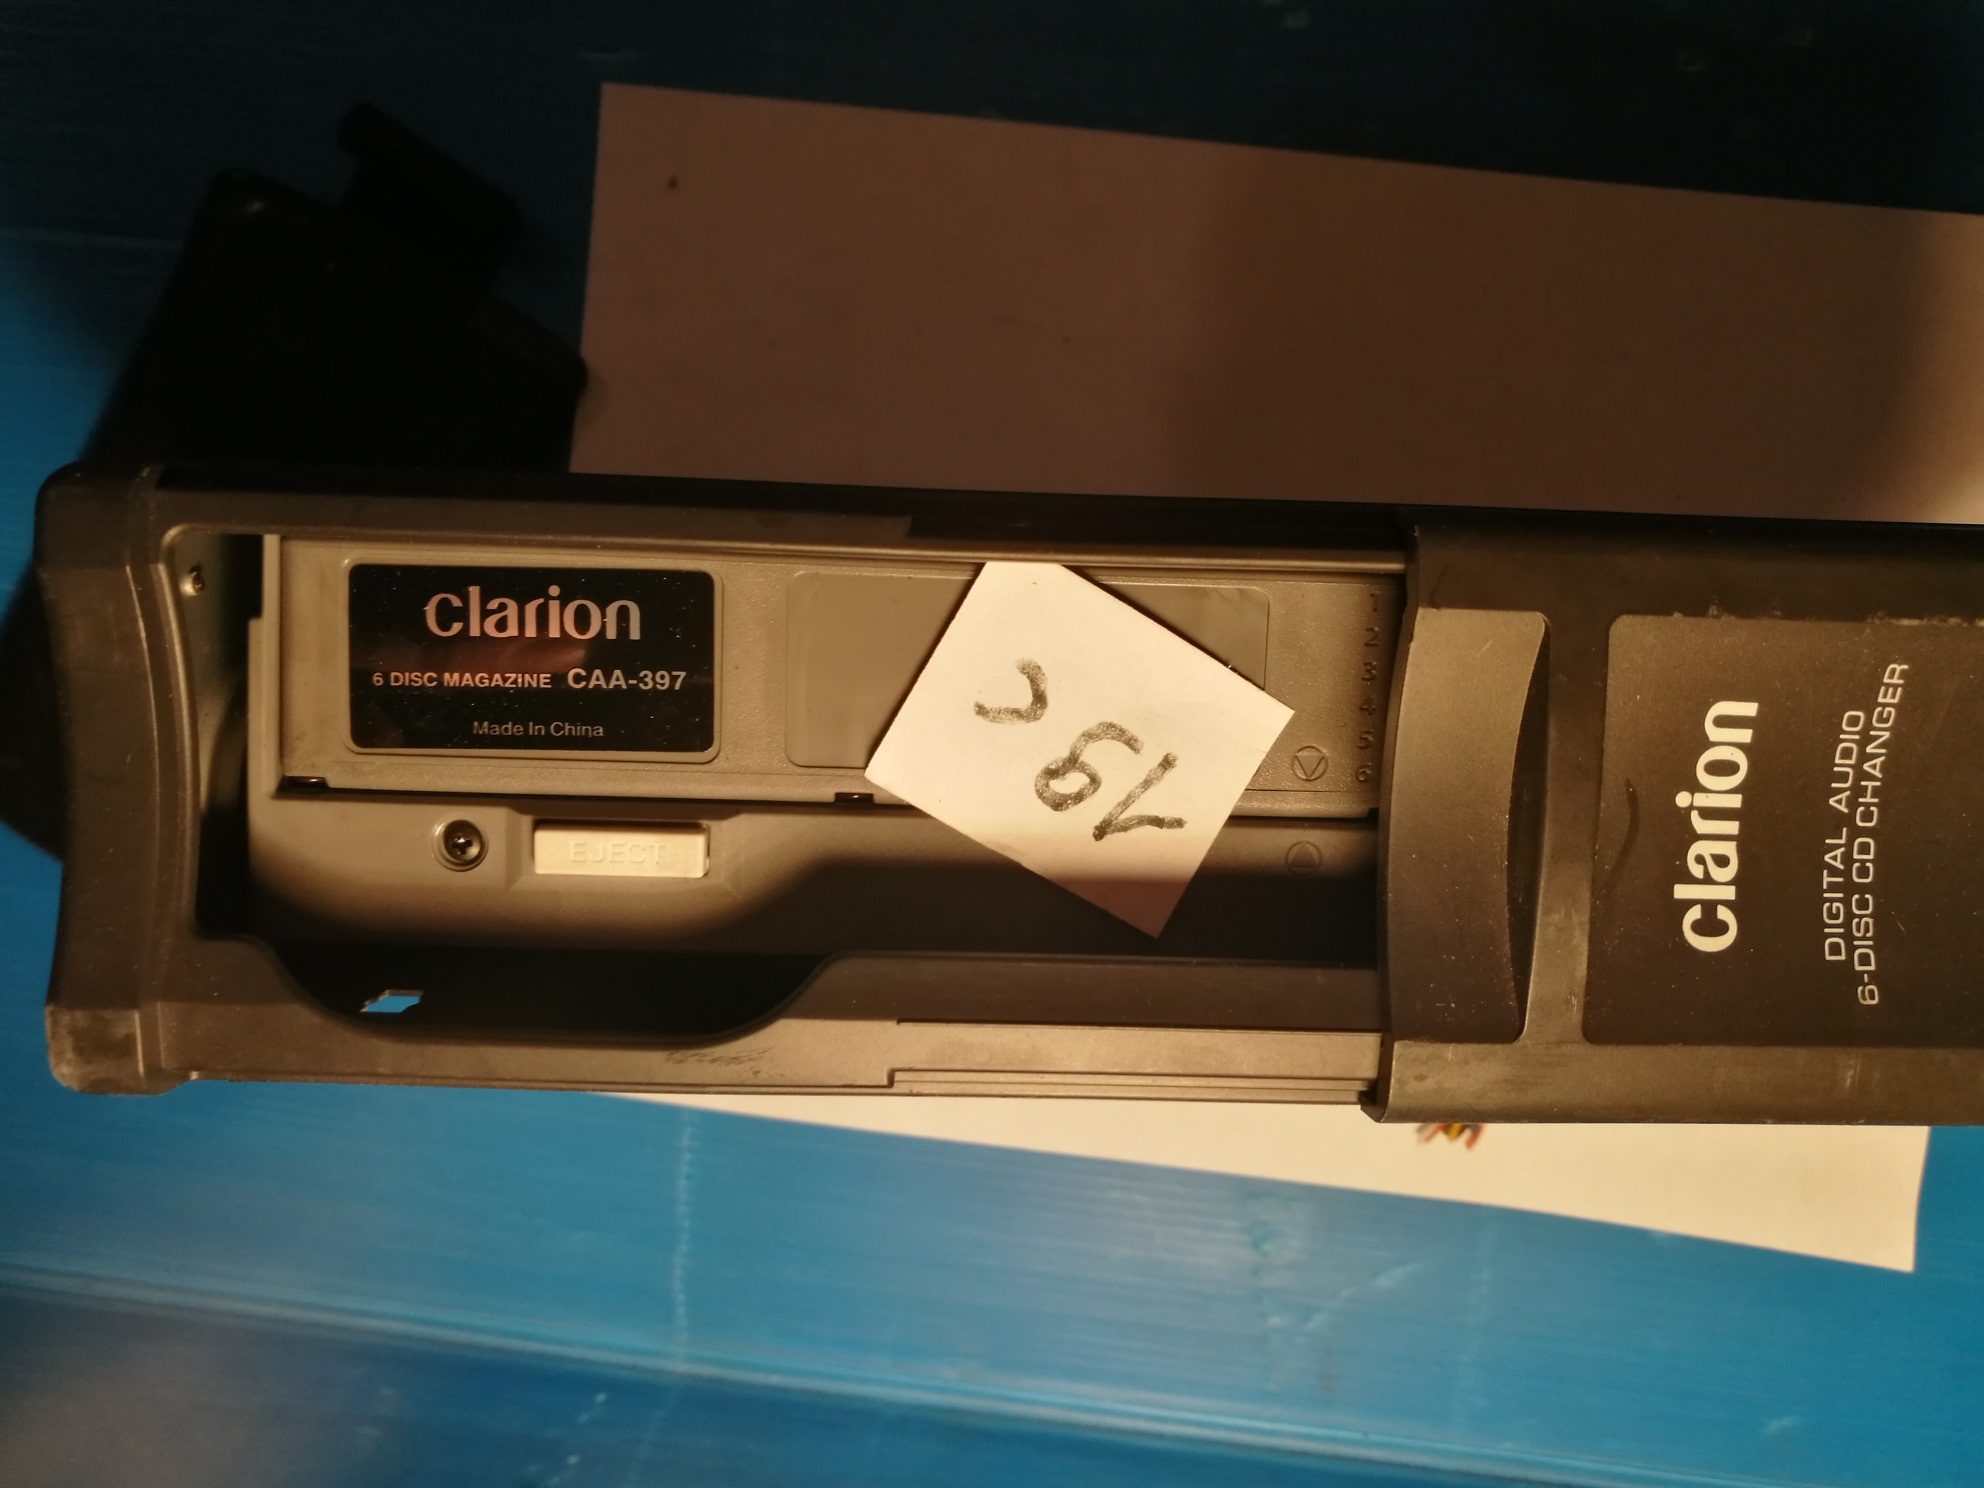 clarion
6 DISC MAGAZINE CAA-397
Made In China
EJECT
1
2
3
4
5
6
clarion
DIGITAL AUDIO
6-DISC CD CHANGER